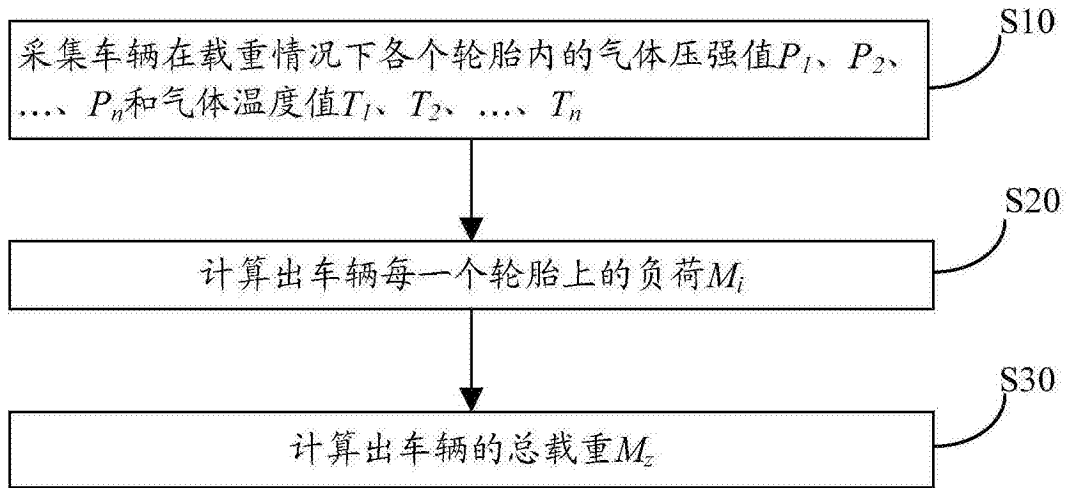 S10
采集车辆在载重情况下各个轮胎内的气体压强值P1、P2、
…、Pn和气体温度值T1、T2、…、Tn
S20
计算出车辆每一个轮胎上的负荷Mi
S30
计算出车辆的总载重Mz